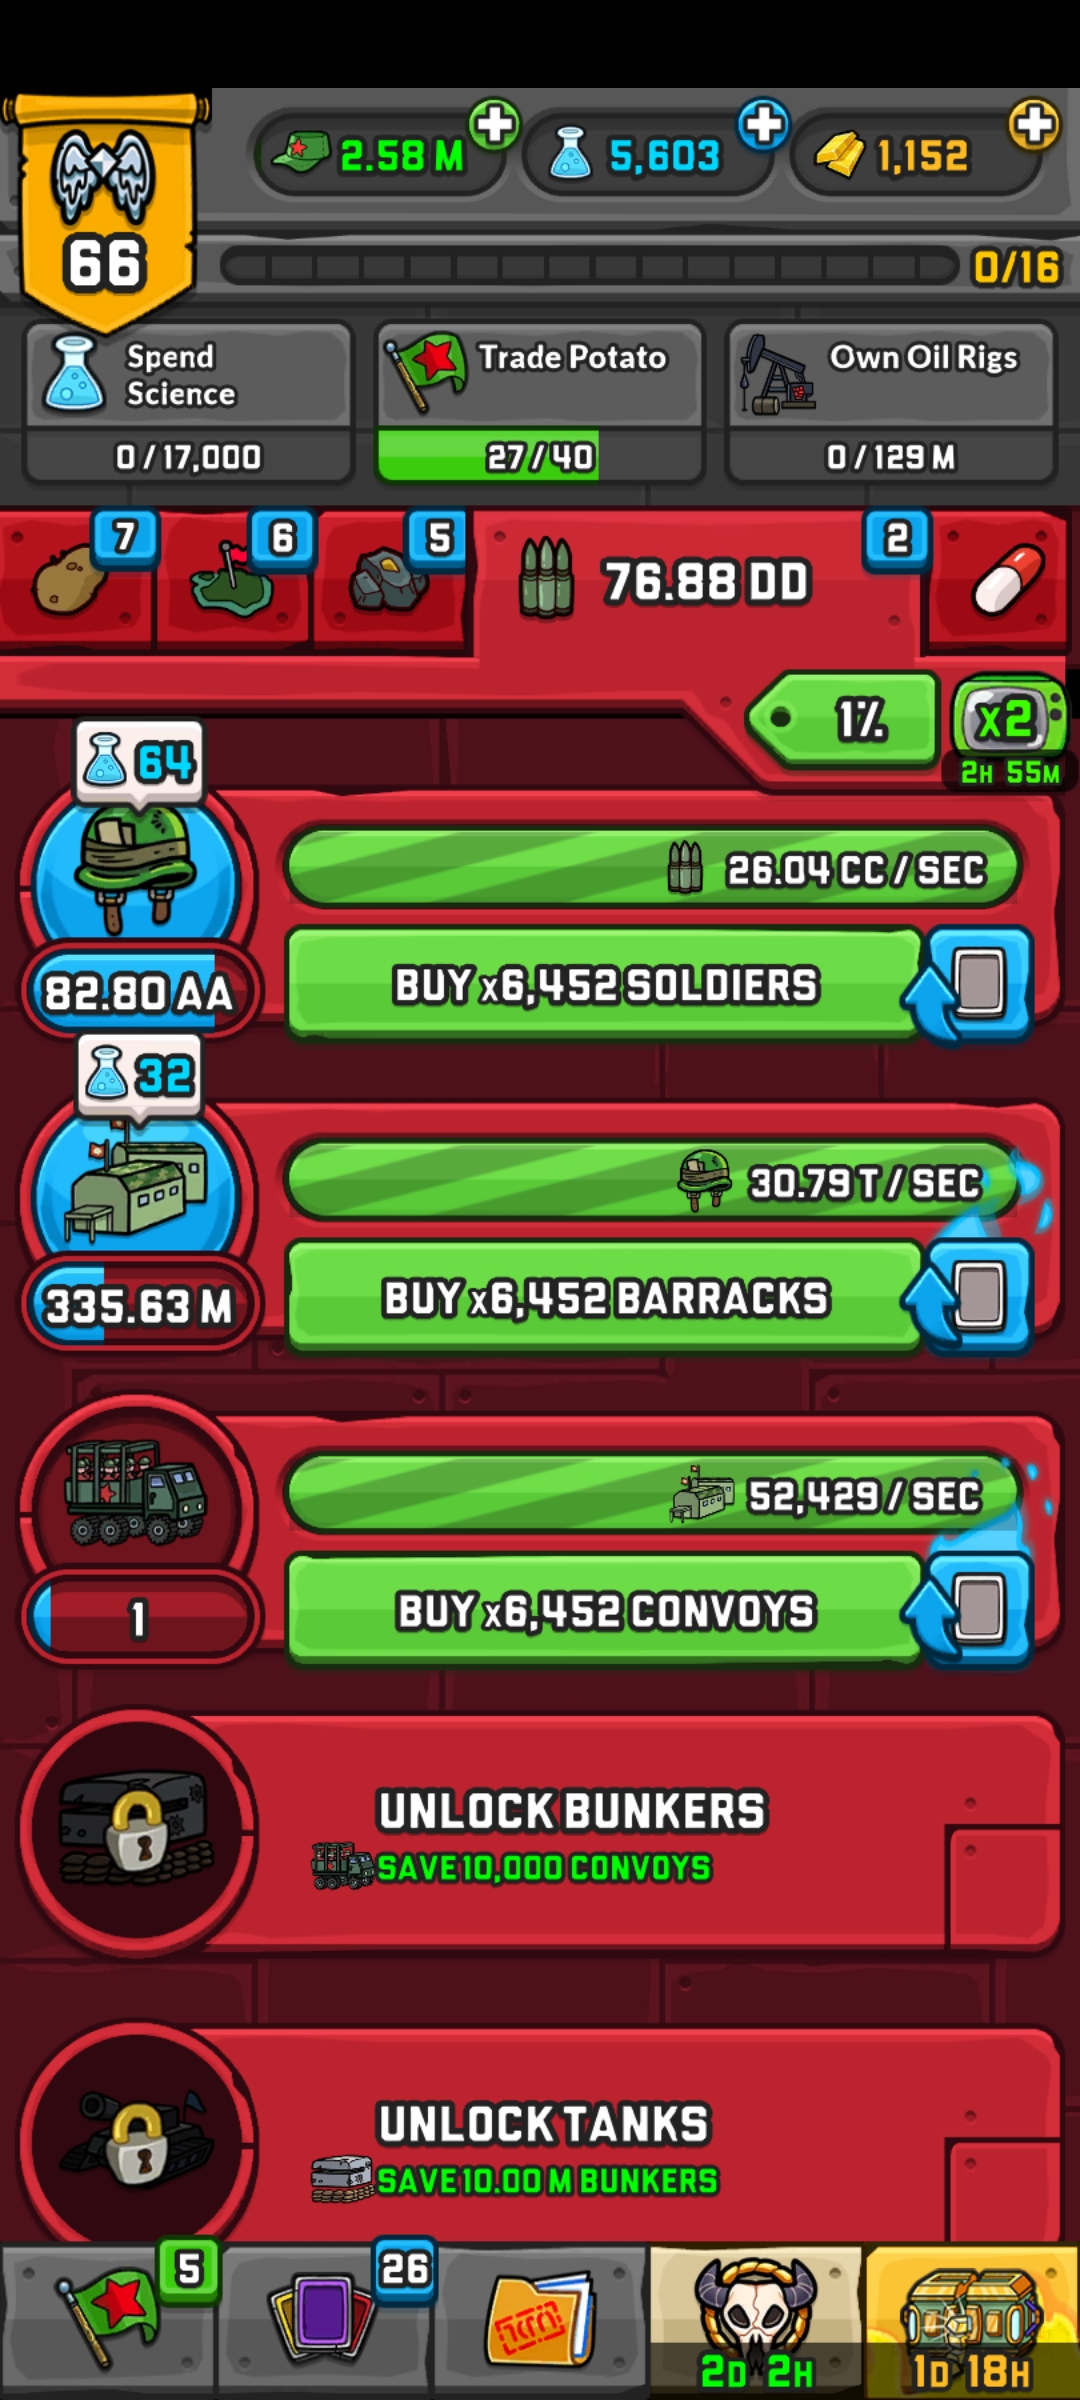 2.58 M
5,603
1,152
66
0/16
Spend
Science
0 / 17,000
Trade Potato
27 / 40
Own Oil Rigs
0 / 129 M
7
6
5
76.88 DD
2
1%
x2
2H 55M
64
26.04 CC / SEC
82.80 AA
BUY x6,452 SOLDIERS
32
30.79 T / SEC
335.63 M
BUY x6,452 BARRACKS
52,429 / SEC
1
BUY x6,452 CONVOYS
UNLOCK BUNKERS
SAVE 10,000 CONVOYS
UNLOCK TANKS
SAVE 10.00 M BUNKERS
5
26
2D 2H
1D 18H